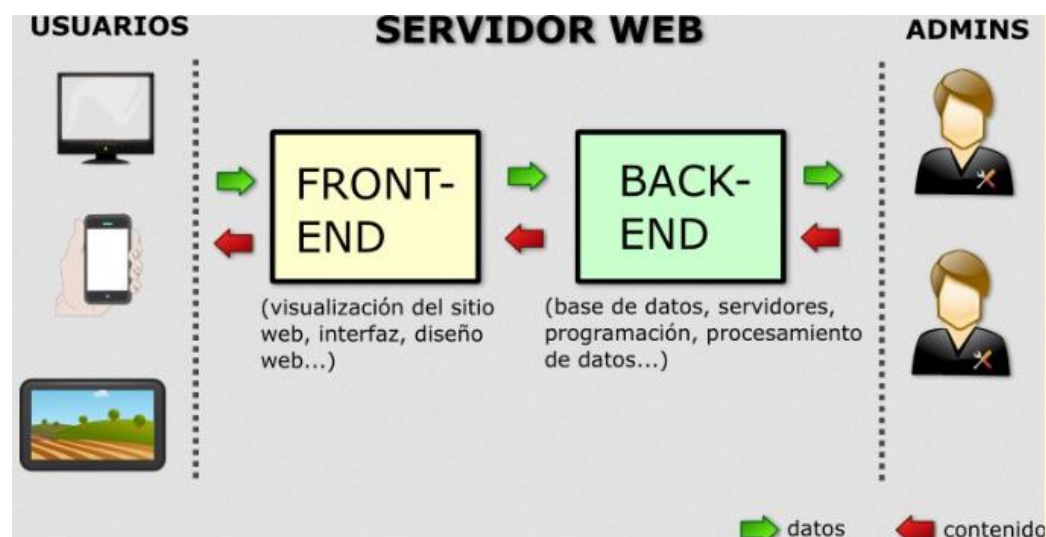 USUARIOS
SERVIDOR WEB
ADMINS
FRONT-
END
(visualización del sitio
web, interfaz, diseño
web...)
BACK-
END
(base de datos, servidores,
programación, procesamiento
de datos...)
datos
contenido